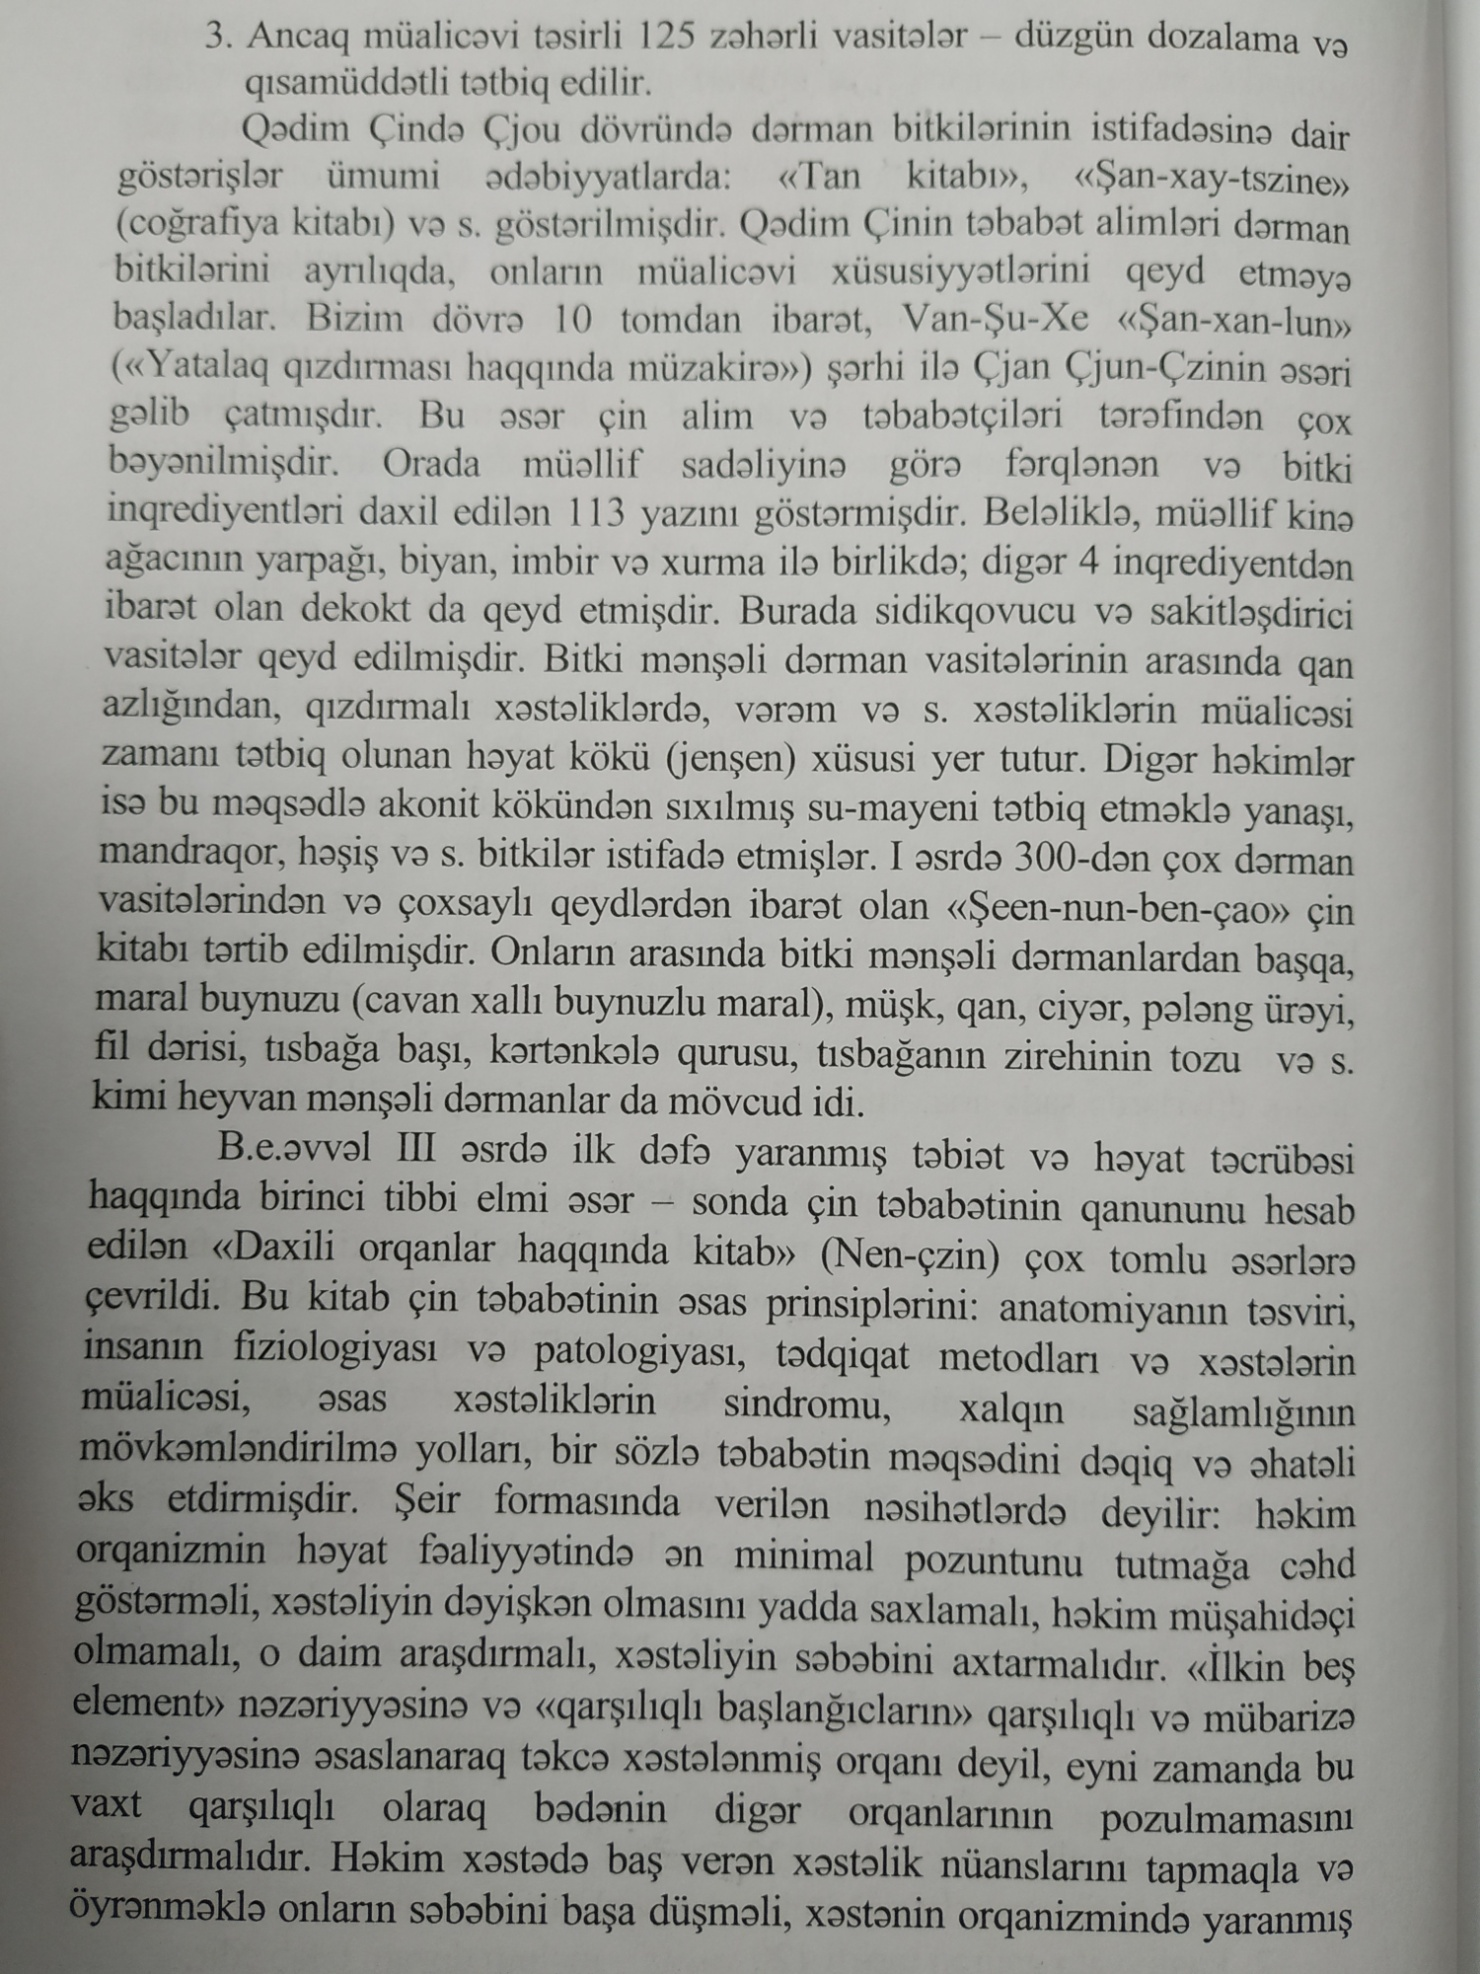 3. Ancaq müalicəvi təsirli 125 zəhərli vasitələr – düzgün dozalama və
qısamüddətli tətbiq edilir.
Qədim Çində Çjou dövründə dərman bitkilərinin istifadəsinə dair
göstərişlər ümumi ədəbiyyatlarda: «Tan kitabı», «Şan-xay-tszine»
(coğrafiya kitabı) və s. göstərilmişdir. Qədim Çinin təbabət alimləri dərman
bitkilərini ayrılıqda, onların müalicəvi xüsusiyyətlərini qeyd etməyə
başladılar. Bizim dövrə 10 tomdan ibarət, Van-Şu-Xe «Şan-xan-lun»
(«Yatalaq qızdırması haqqında müzakirə») şərhi ilə Çjan Çjun-Çzinin əsəri
gəlib çatmışdır. Bu əsər çin alim və təbabətçiləri tərəfindən çox
bəyənilmişdir. Orada müəllif sadəliyinə görə fərqlənən və bitki
inqrediyentləri daxil edilən 113 yazını göstərmişdir. Beləliklə, müəllif kinə
ağacının yarpağı, biyan, imbir və xurma ilə birlikdə; digər 4 inqrediyentdən
ibarət olan dekokt da qeyd etmişdir. Burada sidikqovucu və sakitləşdirici
vasitələr qeyd edilmişdir. Bitki mənşəli dərman vasitələrinin arasında qan
azlığından, qızdırmalı xəstəliklərdə, vərəm və s. xəstəliklərin müalicəsi
zamanı tətbiq olunan həyat kökü (jenşen) xüsusi yer tutur. Digər həkimlər
isə bu məqsədlə akonit kökündən sıxılmış su-mayeni tətbiq etməklə yanaşı,
mandraqor, həşiş və s. bitkilər istifadə etmişlər. I əsrdə 300-dən çox dərman
vasitələrindən və çoxsaylı qeydlərdən ibarət olan «Şeen-nun-ben-çao» çin
kitabı tərtib edilmişdir. Onların arasında bitki mənşəli dərmanlardan başqa,
maral buynuzu (cavan xallı buynuzlu maral), müşk, qan, ciyər, pələng ürəyi,
fil dərisi, tısbağa başı, kərtənkələ qurusu, tısbağanın zirehinin tozu və s.
kimi heyvan mənşəli dərmanlar da mövcud idi.
B.e.əvvəl III əsrdə ilk dəfə yaranmış təbiət və həyat təcrübəsi
haqqında birinci tibbi elmi əsər – sonda çin təbabətinin qanununu hesab
edilən «Daxili orqanlar haqqında kitab» (Nen-çzin) çox tomlu əsərlərə
çevrildi. Bu kitab çin təbabətinin əsas prinsiplərini: anatomiyanın təsviri,
insanın fiziologiyası və patologiyası, tədqiqat metodları və xəstələrin
müalicəsi, əsas xəstəliklərin sindromu, xalqın sağlamlığının
mövkəmləndirilmə yolları, bir sözlə təbabətin məqsədini dəqiq və əhatəli
əks etdirmişdir. Şeir formasında verilən nəsihətlərdə deyilir: həkim
orqanizmin həyat fəaliyyətində ən minimal pozuntunu tutmağa cəhd
göstərməli, xəstəliyin dəyişkən olmasını yadda saxlamalı, həkim müşahidəçi
olmamalı, o daim araşdırmalı, xəstəliyin səbəbini axtarmalıdır. «İlkin beş
element» nəzəriyyəsinə və «qarşılıqlı başlanğıcların» qarşılıqlı və mübarizə
nəzəriyyəsinə əsaslanaraq təkcə xəstələnmiş orqanı deyil, eyni zamanda bu
vaxt qarşılıqlı olaraq bədənin digər orqanlarının pozulmamasını
araşdırmalıdır. Həkim xəstədə baş verən xəstəlik nüanslarını tapmaqla və
öyrənməklə onların səbəbini başa düşməli, xəstənin orqanizmində yaranmış